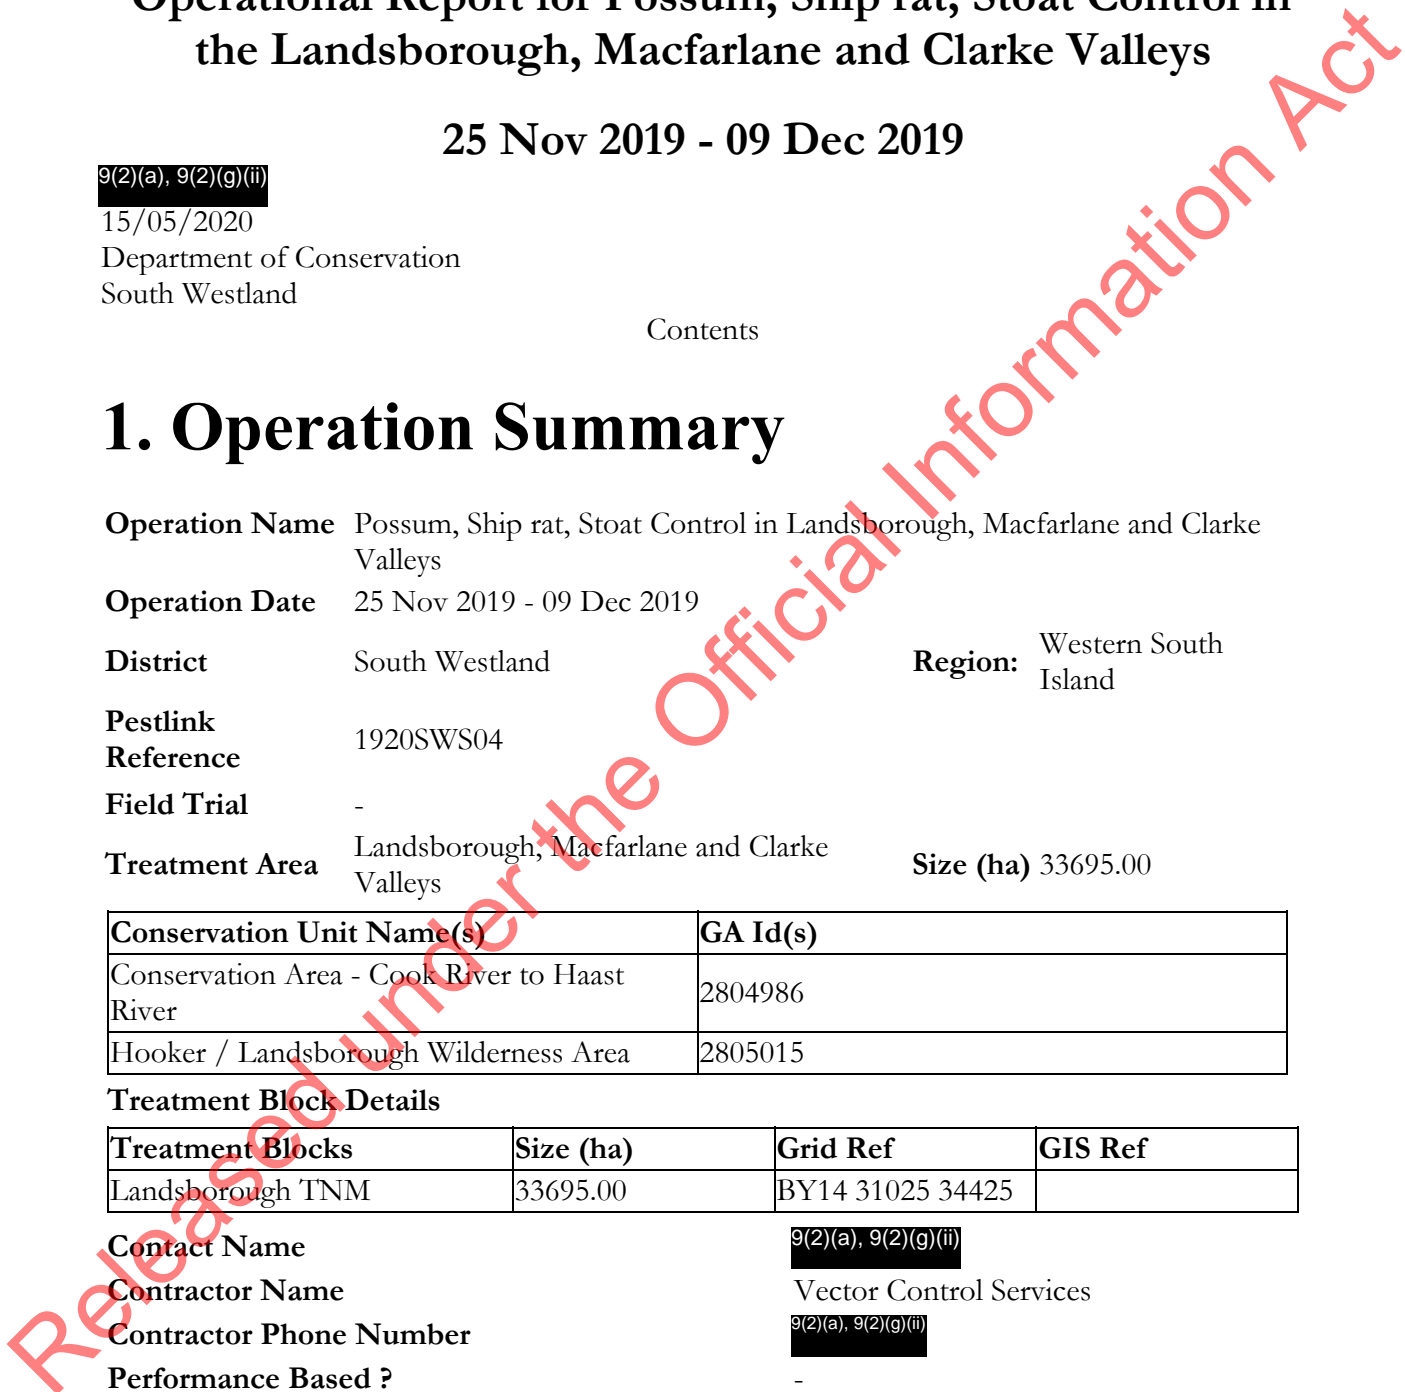 Operational Report for Possum, Ship rat, Stoat Control in
the Landsborough, Macfarlane and Clarke Valleys
25 Nov 2019 - 09 Dec 2019
9(2)(a), 9(2)(g)(ii)
15/05/2020
Department of Conservation
South Westland
Contents
1. Operation Summary
Operation Name Possum, Ship rat, Stoat Control in Landsborough, Macfarlane and Clarke
Valleys
Operation Date 25 Nov 2019 - 09 Dec 2019
District South Westland Region: Western South
Island
Pestlink
Reference 1920SWS04
Field Trial -
Treatment Area Landsborough, Macfarlane and Clarke
Valleys Size (ha) 33695.00
Conservation Unit Name(s) GA Id(s)
Conservation Area - Cook River to Haast
River 2804986
Hooker / Landsborough Wilderness Area 2805015
Treatment Block Details
Treatment Blocks Size (ha) Grid Ref GIS Ref
Landsborough TNM 33695.00 BY14 31025 34425
Contact Name 9(2)(a), 9(2)(g)(ii)
Contractor Name Vector Control Services
Contractor Phone Number 9(2)(a), 9(2)(g)(ii)
Performance Based ? -
Released under the Official Information Act